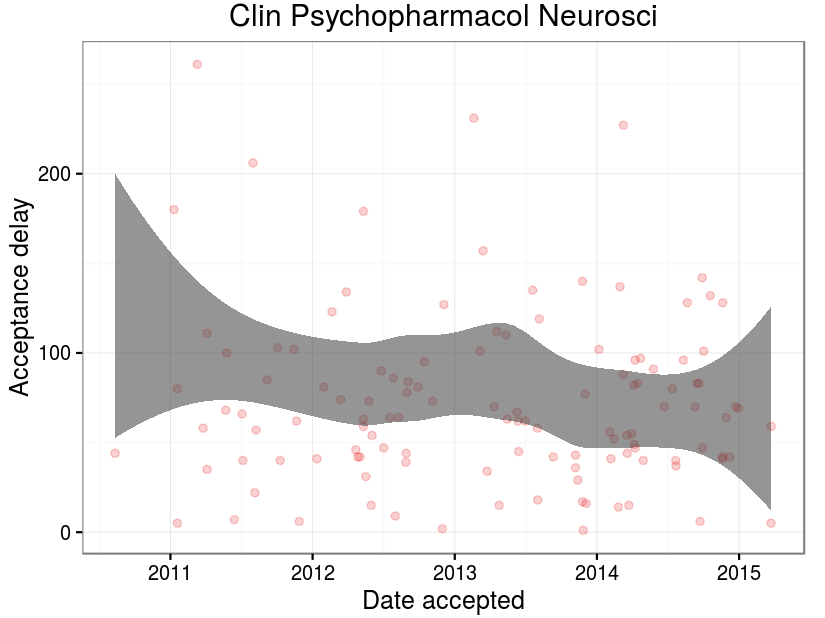 Clin Psychopharmacol Neurosci
Acceptance delay
200
100
0
2011 2012 2013 2014 2015
Date accepted